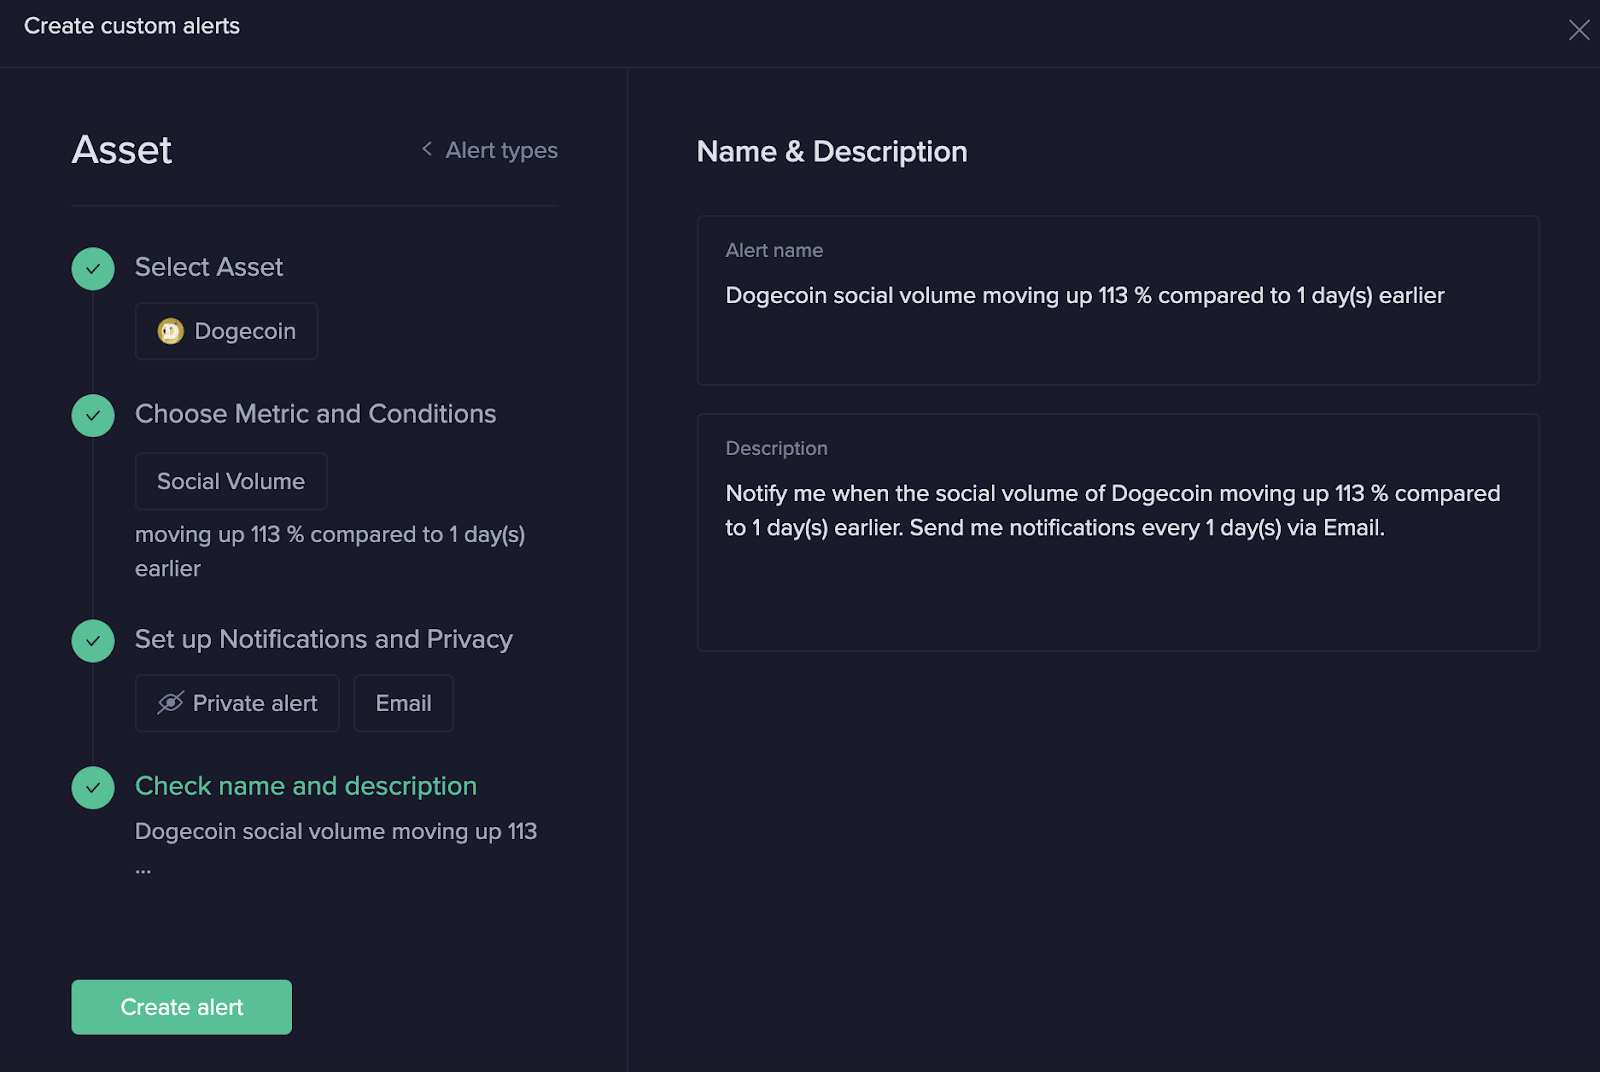 Create custom alerts
Asset
Alert types
Select Asset
Dogecoin
Choose Metric and Conditions
Social Volume
moving up 113 % compared to 1 day(s)
earlier
Set up Notifications and Privacy
Private alert
Email
Check name and description
Dogecoin social volume moving up 113
...
Create alert
Name & Description
Alert name
Dogecoin social volume moving up 113 % compared to 1 day(s) earlier
Description
Notify me when the social volume of Dogecoin moving up 113 % compared
to 1 day(s) earlier. Send me notifications every 1 day(s) via Email.